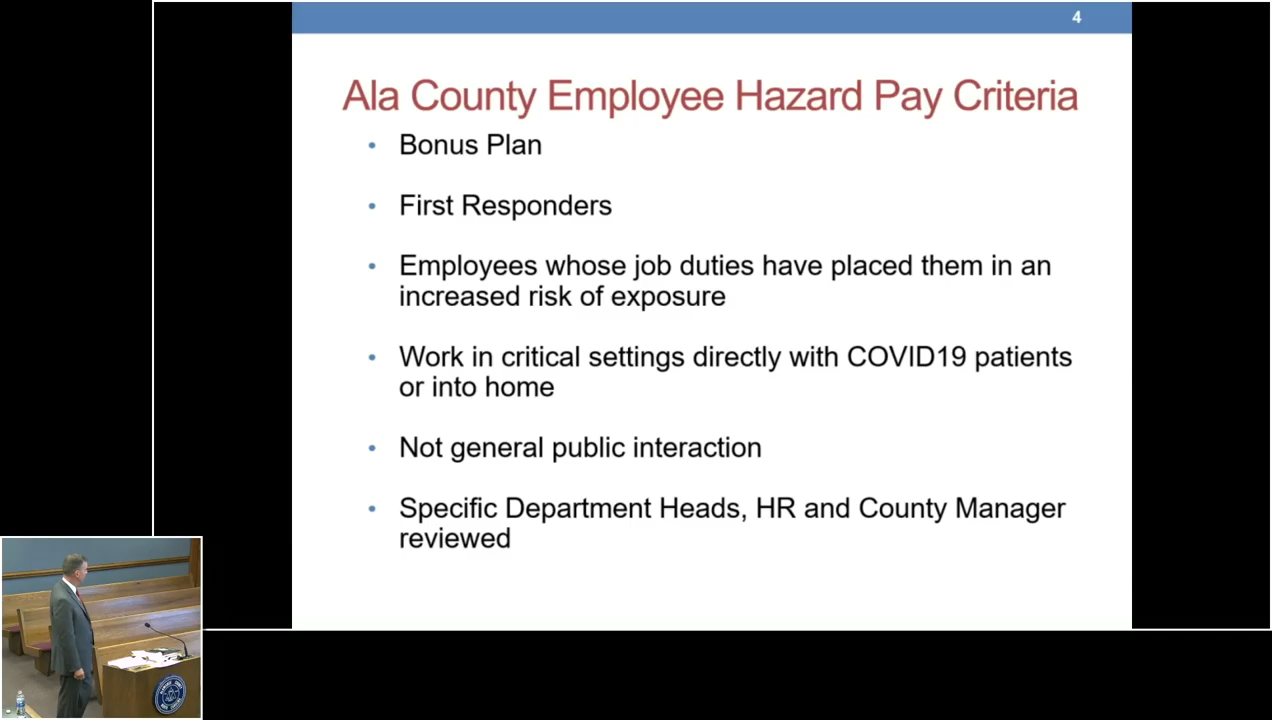 4
Ala County Employee Hazard Pay Criteria
• Bonus Plan
• First Responders
• Employees whose job duties have placed them in an
increased risk of exposure
• Work in critical settings directly with COVID19 patients
or into home
• Not general public interaction
• Specific Department Heads, HR and County Manager
reviewed